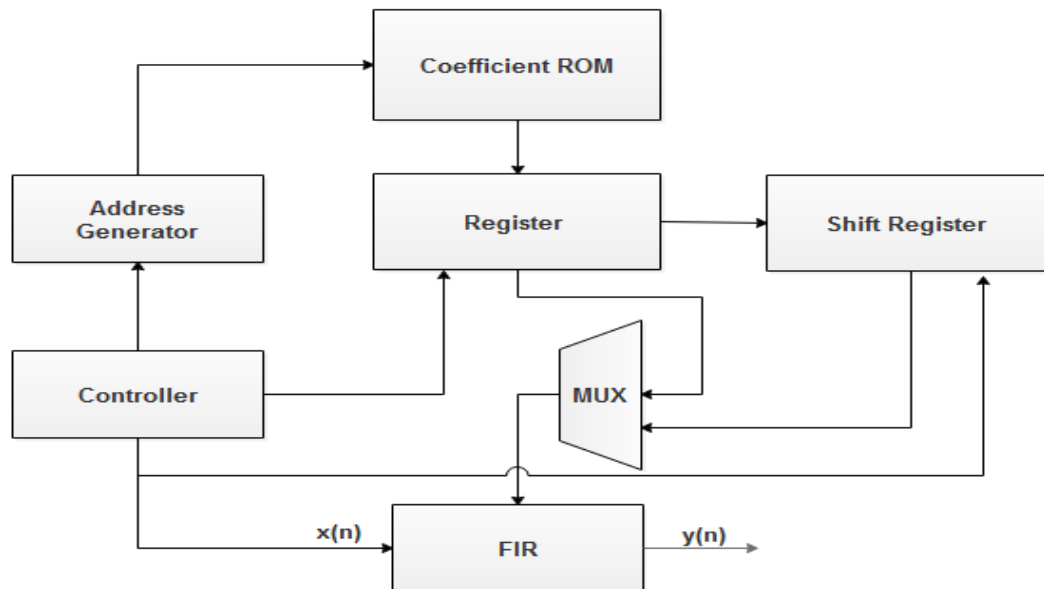 Coefficient ROM
Address
Generator
Register
Shift Register
Controller
MUX
x(n)
FIR
y(n)